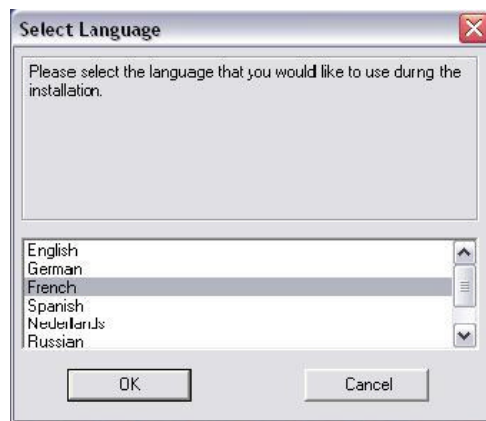 Select Language
Please select the language that you would like to use durng the
installation.
English
German
French
Spanish
Nederlands
Russian
OK
Cancel